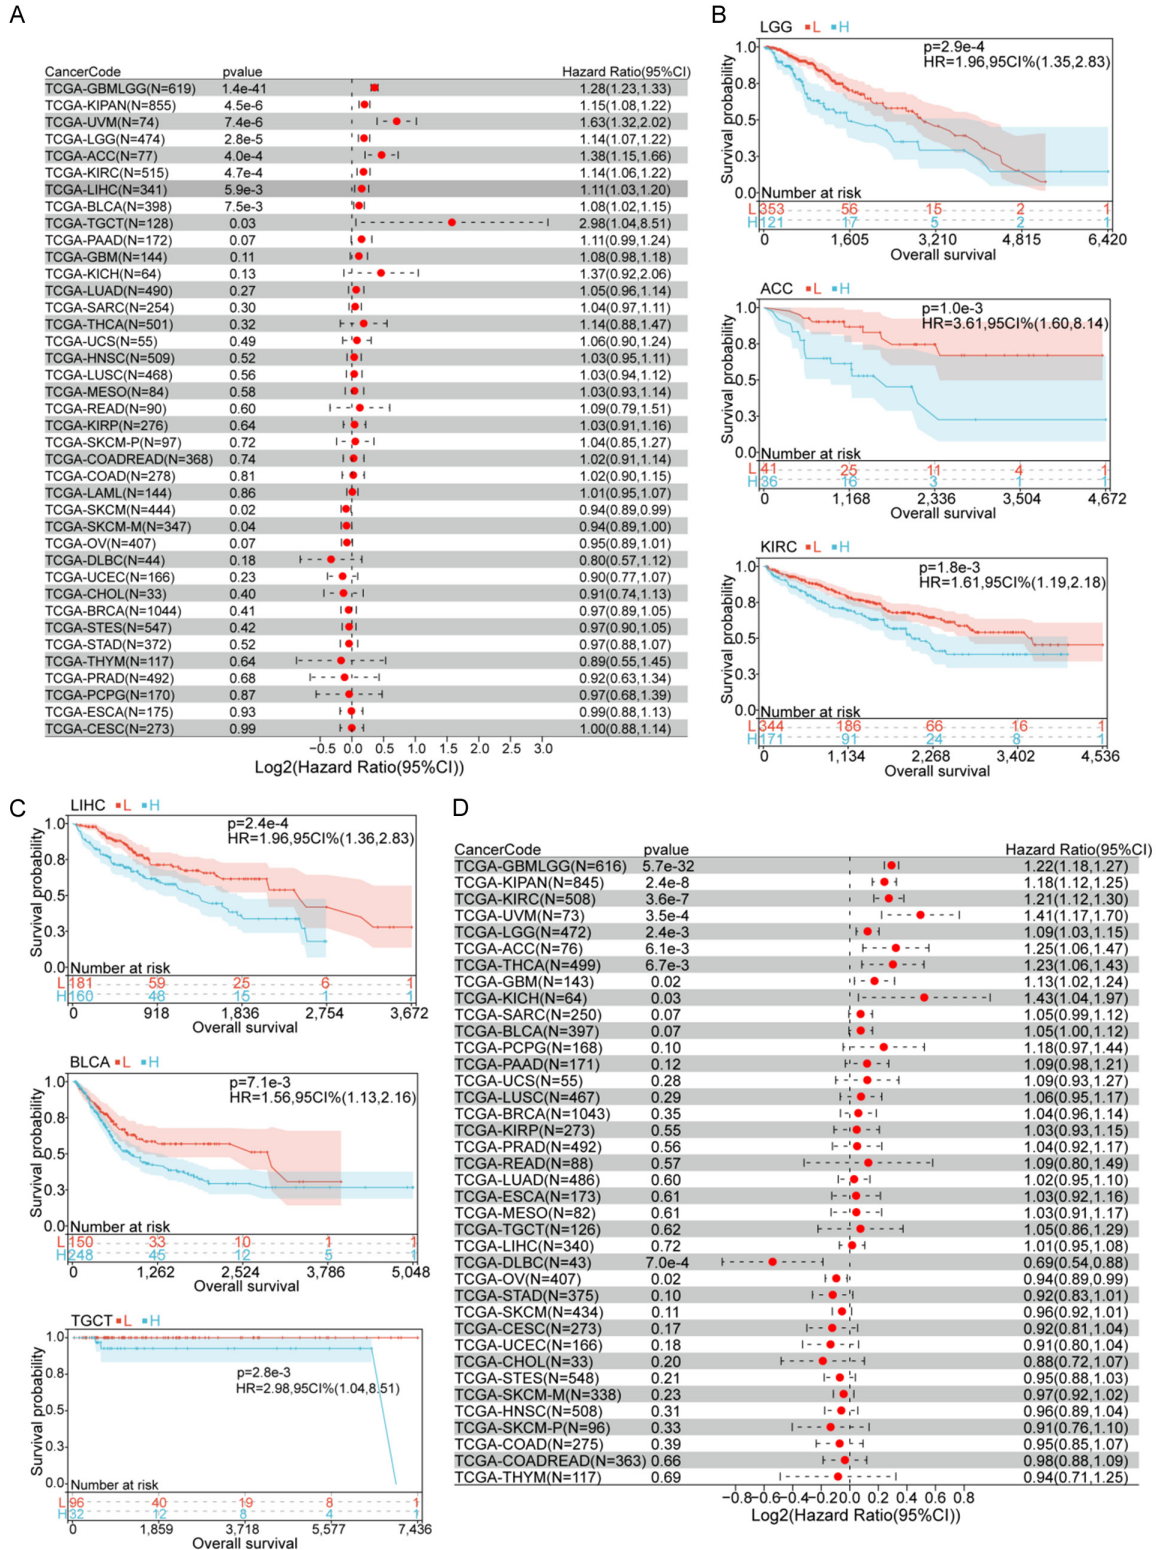 A
CancerCode pvalue Hazard Ratio(95%CI)
TCGA-GBMLGG(N=619) 1.4e-41 1.28(1.23,1.33)
TCGA-KIPAN(N=855) 4.5e-6 1.15(1.08,1.22)
TCGA-UVM(N=74) 7.4e-6 1.63(1.32,2.02)
TCGA-LGG(N=474) 2.8e-5 1.14(1.07,1.22)
TCGA-ACC(N=77) 4.0e-4 1.38(1.15,1.66)
TCGA-KIRC(N=515) 4.7e-4 1.14(1.06,1.22)
TCGA-LIHC(N=341) 5.9e-3 1.11(1.03,1.20)
TCGA-BLCA(N=398) 7.5e-3 1.08(1.02,1.15)
TCGA-TGCT(N=128) 0.03 2.98(1.04,8.51)
TCGA-PAAD(N=172) 0.07 1.11(0.99,1.24)
TCGA-GBM(N=144) 0.11 1.08(0.98,1.18)
TCGA-KICH(N=64) 0.13 1.37(0.92,2.06)
TCGA-LUAD(N=490) 0.27 1.05(0.96,1.14)
TCGA-SARC(N=254) 0.30 1.04(0.97,1.11)
TCGA-THCA(N=501) 0.32 1.14(0.88,1.47)
TCGA-UCS(N=55) 0.49 1.06(0.90,1.24)
TCGA-HNSC(N=509) 0.52 1.03(0.95,1.11)
TCGA-LUSC(N=468) 0.56 1.03(0.94,1.12)
TCGA-MESO(N=84) 0.58 1.03(0.93,1.14)
TCGA-READ(N=90) 0.60 1.09(0.79,1.51)
TCGA-KIRP(N=276) 0.64 1.03(0.91,1.16)
TCGA-SKCM-P(N=97) 0.72 1.04(0.85,1.27)
TCGA-COADREAD(N=368) 0.74 1.02(0.91,1.14)
TCGA-COAD(N=278) 0.81 1.02(0.90,1.15)
TCGA-LAML(N=144) 0.86 1.01(0.95,1.07)
TCGA-SKCM(N=444) 0.02 0.94(0.89,0.99)
TCGA-SKCM-M(N=347) 0.04 0.94(0.89,1.00)
TCGA-OV(N=407) 0.07 0.95(0.89,1.01)
TCGA-DLBC(N=44) 0.18 0.80(0.57,1.12)
TCGA-UCEC(N=166) 0.23 0.90(0.77,1.07)
TCGA-CHOL(N=33) 0.40 0.91(0.74,1.13)
TCGA-BRCA(N=1044) 0.41 0.97(0.89,1.05)
TCGA-STES(N=547) 0.42 0.97(0.90,1.05)
TCGA-STAD(N=372) 0.52 0.97(0.88,1.07)
TCGA-THYM(N=117) 0.64 0.89(0.55,1.45)
TCGA-PRAD(N=492) 0.68 0.92(0.63,1.34)
TCGA-PCPG(N=170) 0.87 0.97(0.68,1.39)
TCGA-ESCA(N=175) 0.93 0.99(0.88,1.13)
TCGA-CESC(N=273) 0.99 1.00(0.88,1.14)
−0.5 0.0 0.5 1.0 1.5 2.0 2.5 3.0
Log2(Hazard Ratio(95%CI))
B
LGG L H
p=2.9e-4
HR=1.96,95CI%(1.35,2.83)
Survival probability
1.0
0.8
0.5
0.3
0.0
Number at risk
L 353 56 15 2 1
H 121 17 5 2 1
0 1,605 3,210 4,815 6,420
Overall survival
ACC L H
p=1.0e-3
HR=3.61,95CI%(1.60,8.14)
Survival probability
1.0
0.8
0.5
0.3
0.0
Number at risk
L 41 25 11 4 1
H 36 16 3 1 1
0 1,168 2,336 3,504 4,672
Overall survival
KIRC L H
p=1.8e-3
HR=1.61,95CI%(1.19,2.18)
Survival probability
1.0
0.8
0.5
0.3
0.0
Number at risk
L 344 186 66 16 1
H 171 91 24 8 1
0 1,134 2,268 3,402 4,536
Overall survival
C
LIHC L H
p=2.4e-4
HR=1.96,95CI%(1.36,2.83)
Survival probability
1.0
0.8
0.5
0.3
0.0
Number at risk
L 181 59 25 6 1
H 160 48 15 1 1
0 918 1,836 2,754 3,672
Overall survival
BLCA L H
p=7.1e-3
HR=1.56,95CI%(1.13,2.16)
Survival probability
1.0
0.8
0.5
0.3
0.0
Number at risk
L 150 33 10 1 1
H 248 45 12 5 1
0 1,262 2,524 3,786 5,048
Overall survival
TGCT L H
p=2.8e-3
HR=2.98,95CI%(1.04,8.51)
Survival probability
1.0
0.8
0.5
0.3
0.0
Number at risk
L 96 40 19 8 1
H 32 12 8 4 1
0 1,859 3,718 5,577 7,436
Overall survival
D
CancerCode pvalue Hazard Ratio(95%CI)
TCGA-GBMLGG(N=616) 5.7e-32 1.22(1.18,1.27)
TCGA-KIPAN(N=845) 2.4e-8 1.18(1.12,1.25)
TCGA-KIRC(N=508) 3.6e-7 1.21(1.12,1.30)
TCGA-UVM(N=73) 3.5e-4 1.41(1.17,1.70)
TCGA-LGG(N=472) 2.4e-3 1.09(1.03,1.15)
TCGA-ACC(N=76) 6.1e-3 1.25(1.06,1.47)
TCGA-THCA(N=499) 6.7e-3 1.23(1.06,1.43)
TCGA-GBM(N=143) 0.02 1.13(1.02,1.24)
TCGA-KICH(N=64) 0.03 1.43(1.04,1.97)
TCGA-SARC(N=250) 0.07 1.05(0.99,1.12)
TCGA-BLCA(N=397) 0.07 1.05(1.00,1.12)
TCGA-PCPG(N=168) 0.10 1.18(0.97,1.44)
TCGA-PAAD(N=171) 0.12 1.09(0.98,1.21)
TCGA-UCS(N=55) 0.28 1.09(0.93,1.27)
TCGA-LUSC(N=467) 0.29 1.06(0.95,1.17)
TCGA-BRCA(N=1043) 0.35 1.04(0.96,1.14)
TCGA-KIRP(N=273) 0.55 1.03(0.93,1.15)
TCGA-PRAD(N=492) 0.56 1.04(0.92,1.17)
TCGA-READ(N=88) 0.57 1.09(0.80,1.49)
TCGA-LUAD(N=486) 0.60 1.02(0.95,1.10)
TCGA-ESCA(N=173) 0.61 1.03(0.92,1.16)
TCGA-MESO(N=82) 0.61 1.03(0.91,1.17)
TCGA-TGCT(N=126) 0.62 1.05(0.86,1.29)
TCGA-LIHC(N=340) 0.72 1.01(0.95,1.08)
TCGA-DLBC(N=43) 7.0e-4 0.69(0.54,0.88)
TCGA-OV(N=407) 0.02 0.94(0.89,0.99)
TCGA-STAD(N=375) 0.10 0.92(0.83,1.01)
TCGA-SKCM(N=434) 0.11 0.96(0.92,1.01)
TCGA-CESC(N=273) 0.17 0.92(0.81,1.04)
TCGA-UCEC(N=166) 0.18 0.91(0.80,1.04)
TCGA-CHOL(N=33) 0.20 0.88(0.72,1.07)
TCGA-STES(N=548) 0.21 0.95(0.88,1.03)
TCGA-SKCM-M(N=338) 0.23 0.97(0.92,1.02)
TCGA-HNSC(N=508) 0.31 0.96(0.89,1.04)
TCGA-SKCM-P(N=96) 0.33 0.91(0.76,1.10)
TCGA-COAD(N=275) 0.39 0.95(0.85,1.07)
TCGA-COADREAD(N=363) 0.66 0.98(0.88,1.09)
TCGA-THYM(N=117) 0.69 0.94(0.71,1.25)
−0.8−0.6−0.4−0.20.0 0.2 0.4 0.6 0.8
Log2(Hazard Ratio(95%CI))